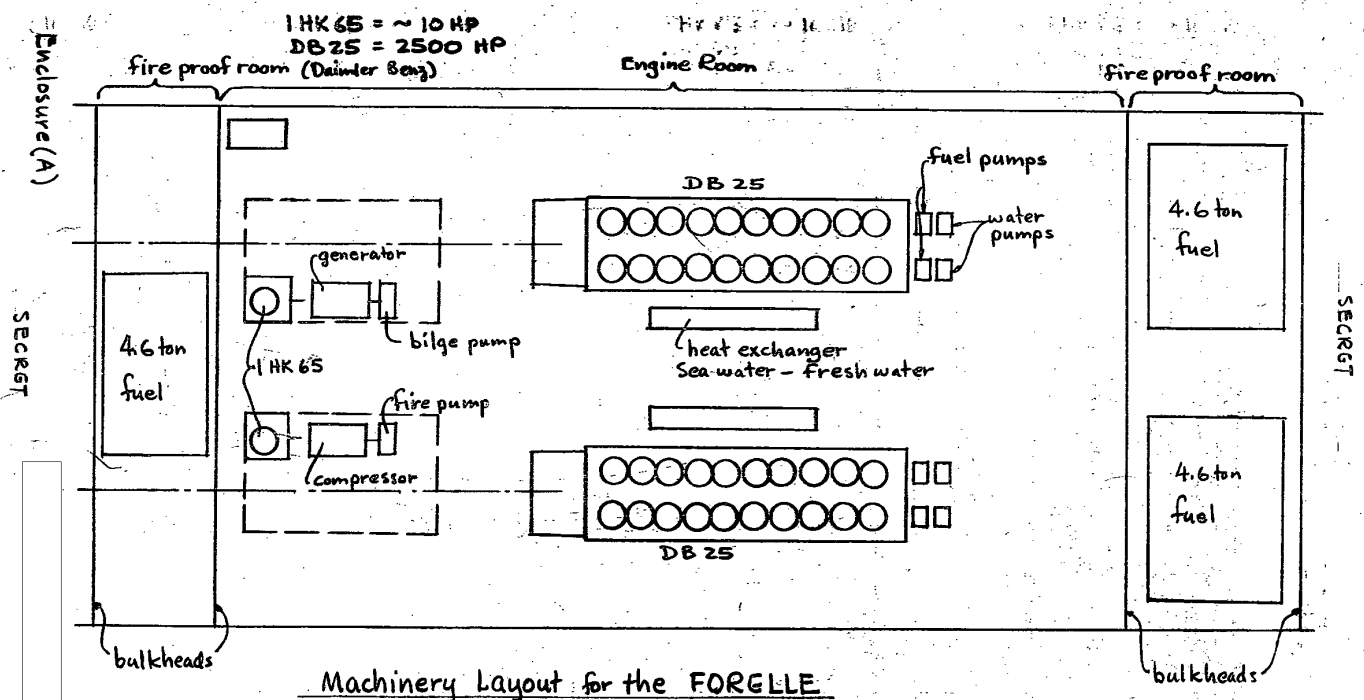 1 HK 65 = ~ 10 HP
DB 25 = 2500 HP
fire proof room (Daimler Benz)
Engine Room
fire proof room
Enclosure (A)
DB 25
fuel pumps
water
pumps
4.6 ton
fuel
generator
bilge pump
4.6 ton
fuel
1 HK 65
heat exchanger
Sea water - Fresh water
fire pump
compressor
4.6 ton
fuel
DB 25
SECRGT
SECRGT
bulkheads
bulkheads
Machinery Layout for the FORELLE